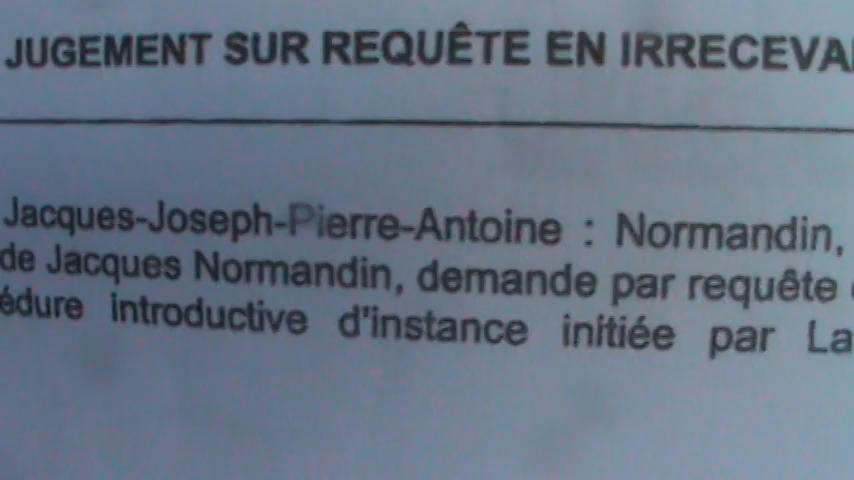 JUGEMENT SUR REQUÊTE EN IRRECEVA
Jacques-Joseph-Pierre-Antoine : Normandin,
de Jacques Normandin, demande par requête
édure introductive d'instance initiée par La